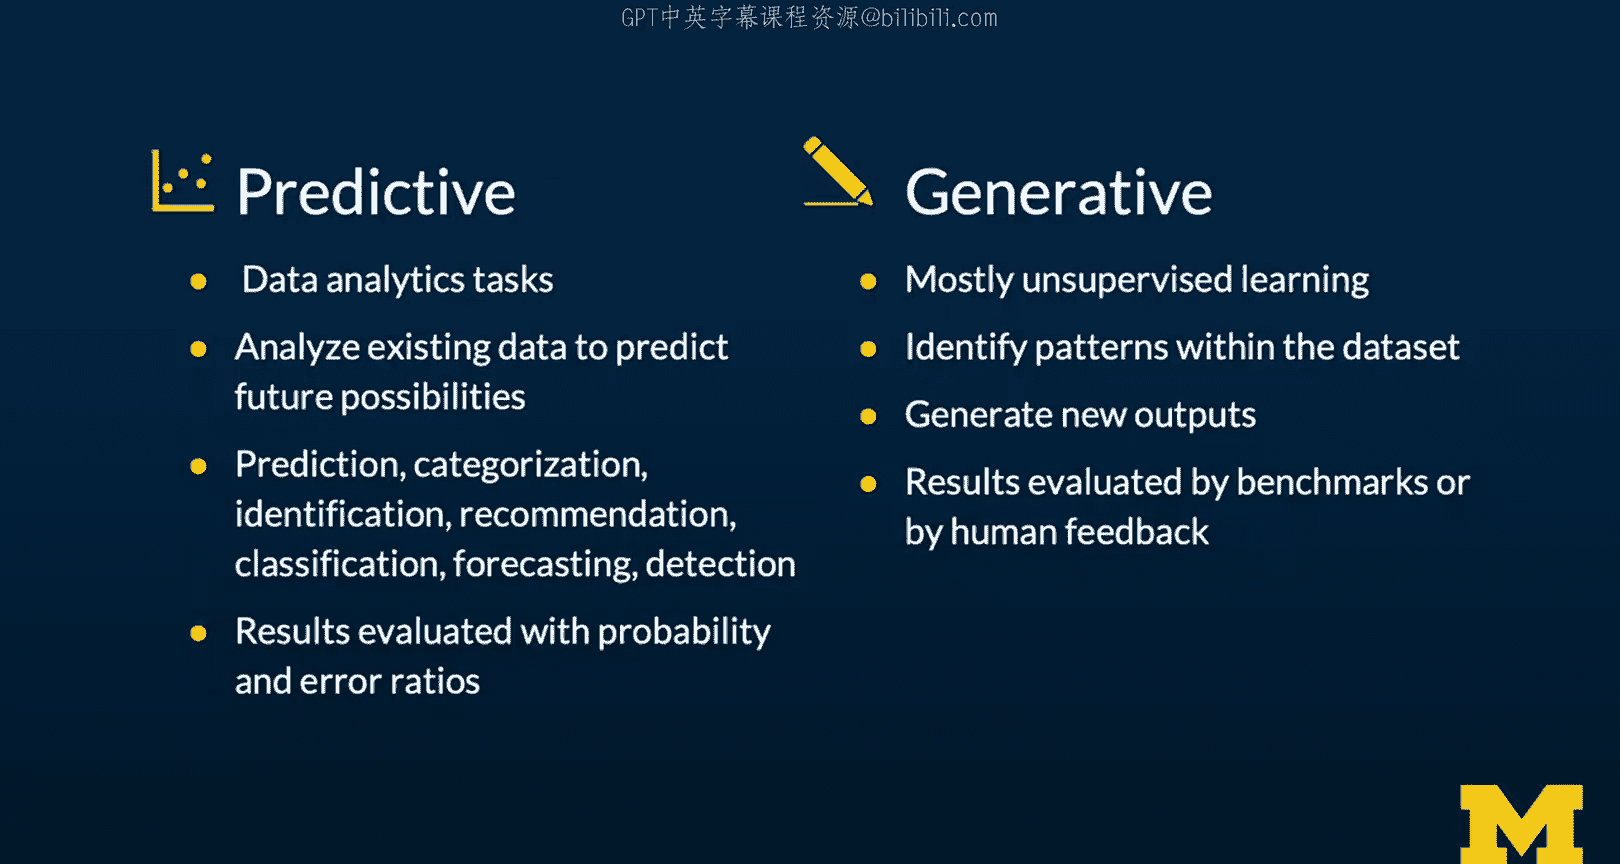 GPT中英字幕课程资源@bilibili.com
Predictive
Data analytics tasks
Analyze existing data to predict
future possibilities
Prediction, categorization,
identification, recommendation,
classification, forecasting, detection
Results evaluated with probability
and error ratios
Generative
Mostly unsupervised learning
Identify patterns within the dataset
Generate new outputs
Results evaluated by benchmarks or
by human feedback
M